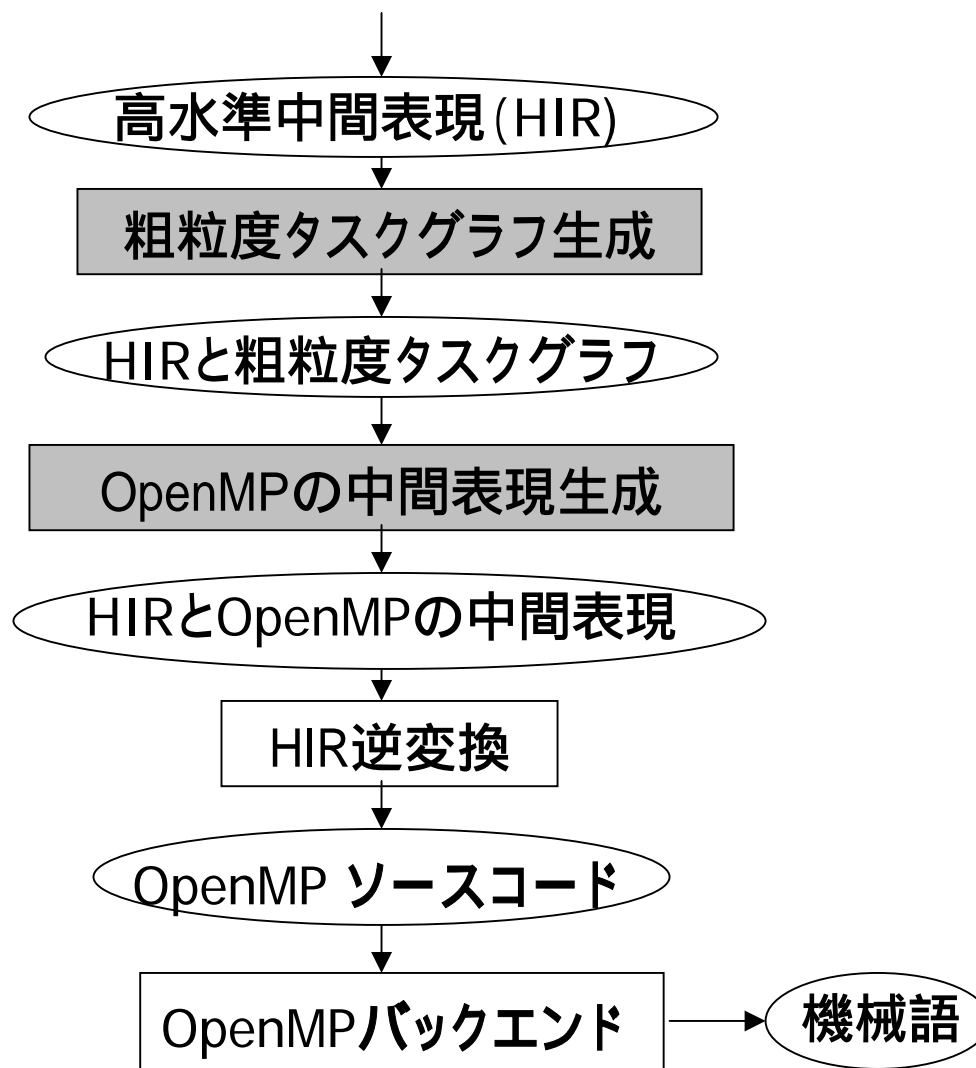 高水準中間表現(HIR)
粗粒度タスクグラフ生成
HIRと粗粒度タスクグラフ
OpenMPの中間表現生成
HIRとOpenMPの中間表現
HIR逆変換
OpenMP ソースコード
OpenMPバックエンド
機械語